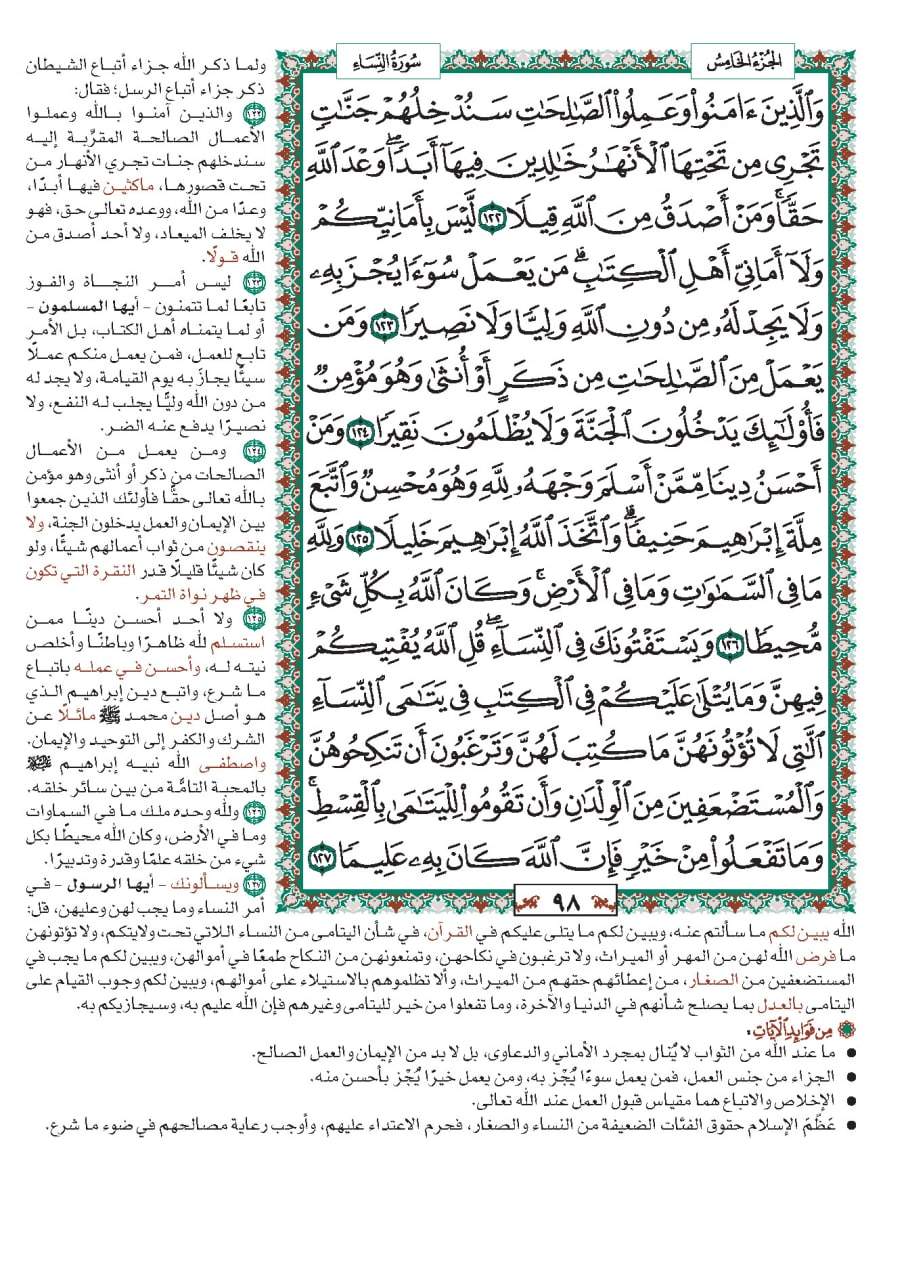 الجُزْءُ الخَامِسُ
سُورَةُ النِّسَاءِ
وَالَّذِينَ ءَامَنُوا۟ وَعَمِلُوا۟ الصَّٰلِحَٰتِ سَنُدْخِلُهُمْ جَنَّٰتٍ
تَجْرِى مِن تَحْتِهَا الْأَنْهَٰرُ خَٰلِدِينَ فِيهَآ أَبَدًا ۖ وَعْدَ اللَّهِ
حَقًّا ۚ وَمَنْ أَصْدَقُ مِنَ اللَّهِ قِيلًا ١٢٢ لَّيْسَ بِأَمَانِيِّكُمْ
وَلَآ أَمَانِىِّ أَهْلِ الْكِتَٰبِ ۗ مَن يَعْمَلْ سُوٓءًا يُجْزَ بِهِۦ
وَلَا يَجِدْ لَهُۥ مِن دُونِ اللَّهِ وَلِيًّا وَلَا نَصِيرًا ١٢٣ وَمَن
يَعْمَلْ مِنَ الصَّٰلِحَٰتِ مِن ذَكَرٍ أَوْ أُنثَىٰ وَهُوَ مُؤْمِنٌ
فَأُو۟لَٰٓئِكَ يَدْخُلُونَ الْجَنَّةَ وَلَا يُظْلَمُونَ نَقِيرًا ١٢٤ وَمَنْ
أَحْسَنُ دِينًا مِّمَّنْ أَسْلَمَ وَجْهَهُۥ لِلَّهِ وَهُوَ مُحْسِنٌ وَاتَّبَعَ
مِلَّةَ إِبْرَٰهِيمَ حَنِيفًا ۗ وَاتَّخَذَ اللَّهُ إِبْرَٰهِيمَ خَلِيلًا ١٢٥ وَلِلَّهِ
مَا فِى السَّمَٰوَٰتِ وَمَا فِى الْأَرْضِ ۚ وَكَانَ اللَّهُ بِكُلِّ شَىْءٍ
مُّحِيطًا ١٢٦ وَيَسْتَفْتُونَكَ فِى النِّسَآءِ ۖ قُلِ اللَّهُ يُفْتِيكُمْ
فِيهِنَّ وَمَا يُتْلَىٰ عَلَيْكُمْ فِى الْكِتَٰبِ فِى يَتَٰمَى النِّسَآءِ
الَّٰتِى لَا تُؤْتُونَهُنَّ مَا كُتِبَ لَهُنَّ وَتَرْغَبُونَ أَن تَنكِحُوهُنَّ
وَالْمُسْتَضْعَفِينَ مِنَ الْوِلْدَٰنِ وَأَن تَقُومُوا۟ لِلْيَتَٰمَىٰ بِالْقِسْطِ ۚ
وَمَا تَفْعَلُوا۟ مِنْ خَيْرٍ فَإِنَّ اللَّهَ كَانَ بِهِۦ عَلِيمًا ١٢٧
٩٨
ولما ذكر الله جزاء أتباع الشيطان
ذكر جزاء أتباع الرسل؛ فقال:
١٢٢ والذين آمنوا بالله وعملوا
الأعمال الصالحة المقرِّبة إليه
سندخلهم جنات تجري الأنهار من
تحت قصورها، ماكثين فيها أبدًا،
وعدًا من الله، ووعده تعالى حق، فهو
لا يخلف الميعاد، ولا أحد أصدق من
الله قولًا.
١٢٣ ليس أمر النجاة والفوز
تابعًا لما تتمنون - أيها المسلمون -
أو لما يتمناه أهل الكتاب، بل الأمر
تابع للعمل، فمن يعمل منكم عملًا
سيئًا يجازَ به يوم القيامة، ولا يجد له
من دون الله وليًّا يجلب له النفع، ولا
نصيرًا يدفع عنه الضر.
١٢٤ ومن يعمل من الأعمال
الصالحات من ذكر أو أنثى وهو مؤمن
بالله تعالى حقًّا فأولئك الذين جمعوا
بين الإيمان والعمل يدخلون الجنة، ولا
ينقصون من ثواب أعمالهم شيئًا، ولو
كان شيئًا قليلًا قدر النقرة التي تكون
في ظهر نواة التمر.
١٢٥ ولا أحد أحسن دينًا ممن
استسلم لله ظاهرًا وباطنًا وأخلص
نيته له، وأحسن في عمله باتباع
ما شرع، واتبع دين إبراهيم الذي
هو أصل دين محمد ﷺ مائلًا عن
الشرك والكفر إلى التوحيد والإيمان،
واصطفى الله نبيه إبراهيم ﷺ
بالمحبة التامَّة من بين سائر خلقه.
١٢٦ ولله وحده ملك ما في السماوات
وما في الأرض، وكان الله محيطًا بكل
شيء من خلقه علمًا وقدرة وتدبيرًا.
١٢٧ ويسألونك - أيها الرسول - في
أمر النساء وما يجب لهن وعليهن، قل:
الله يبين لكم ما سألتم عنه، ويبين لكم ما يتلى عليكم في القرآن، في شأن اليتامى من النساء اللاتي تحت ولايتكم، ولا تؤتونهن
ما فرض الله لهن من المهر أو الميراث، ولا ترغبون في نكاحهن، وتمنعونهن من النكاح طمعًا في أموالهن، ويبين لكم ما يجب في
المستضعفين من الصغار، من إعطائهم حقهم من الميراث، وألا تظلموهم بالاستيلاء على أموالهم، ويبين لكم وجوب القيام على
اليتامى بالعدل بما يصلح شأنهم في الدنيا والآخرة، وما تفعلوا من خير لليتامى وغيرهم فإن الله عليم به، وسيجازيكم به.
مِن فَوَائِدِ الآيَاتِ:
• ما عند الله من الثواب لا يُنال بمجرد الأماني والدعاوى، بل لا بد من الإيمان والعمل الصالح.
• الجزاء من جنس العمل، فمن يعمل سوءًا يُجْز به، ومن يعمل خيرًا يُجْز بأحسن منه.
• الإخلاص والاتباع هما مقياس قبول العمل عند الله تعالى.
• عَظَّمَ الإسلام حقوق الفئات الضعيفة من النساء والصغار، فحرم الاعتداء عليهم، وأوجب رعاية مصالحهم في ضوء ما شرع.